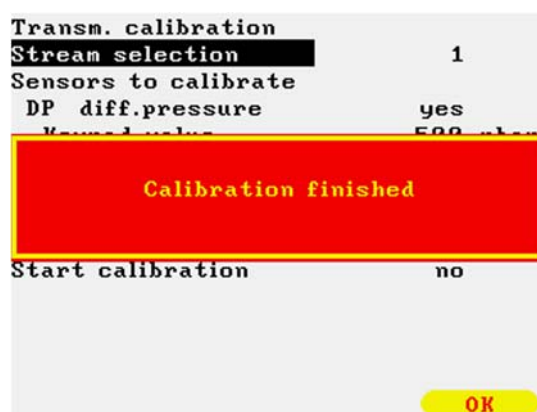 Transm. calibration
Stream selection 1
Sensors to calibrate
DP diff.pressure yes
Calibration finished
Start calibration no
OK